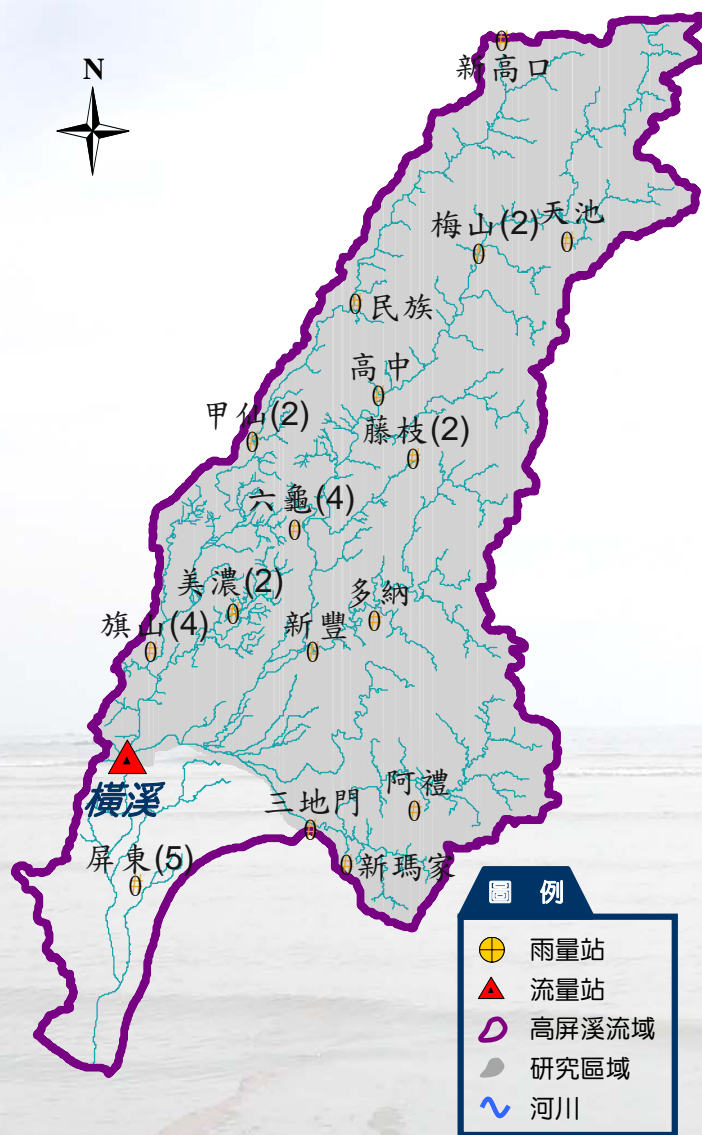 新高口
N
梅山(2)
天池
民族
高中
甲仙(2)
藤枝(2)
六龜(4)
美濃(2)
多納
旗山(4)
新豐
橫溪
三地門
阿禮
屏東(5)
新瑪家
圖 例
雨量站
流量站
高屏溪流域
研究區域
河川